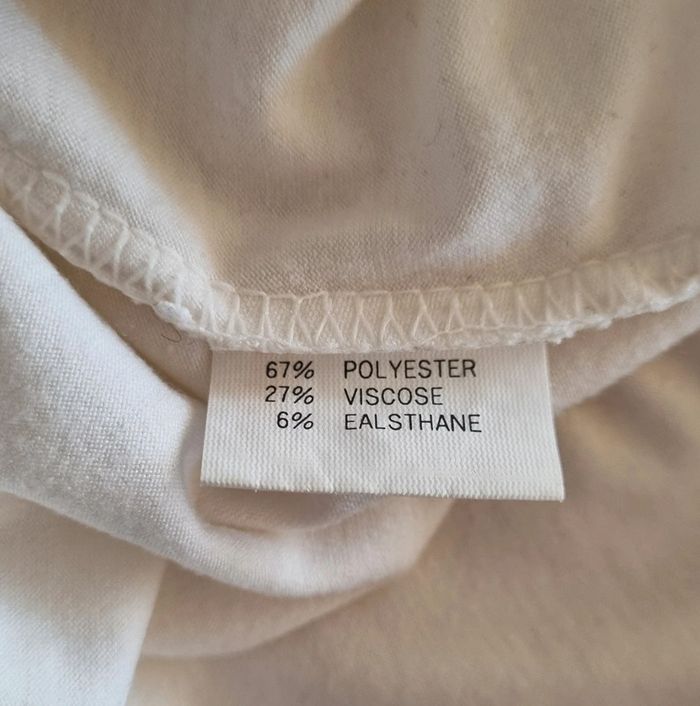 67% POLYESTER
27% VISCOSE
6% EALSTHANE